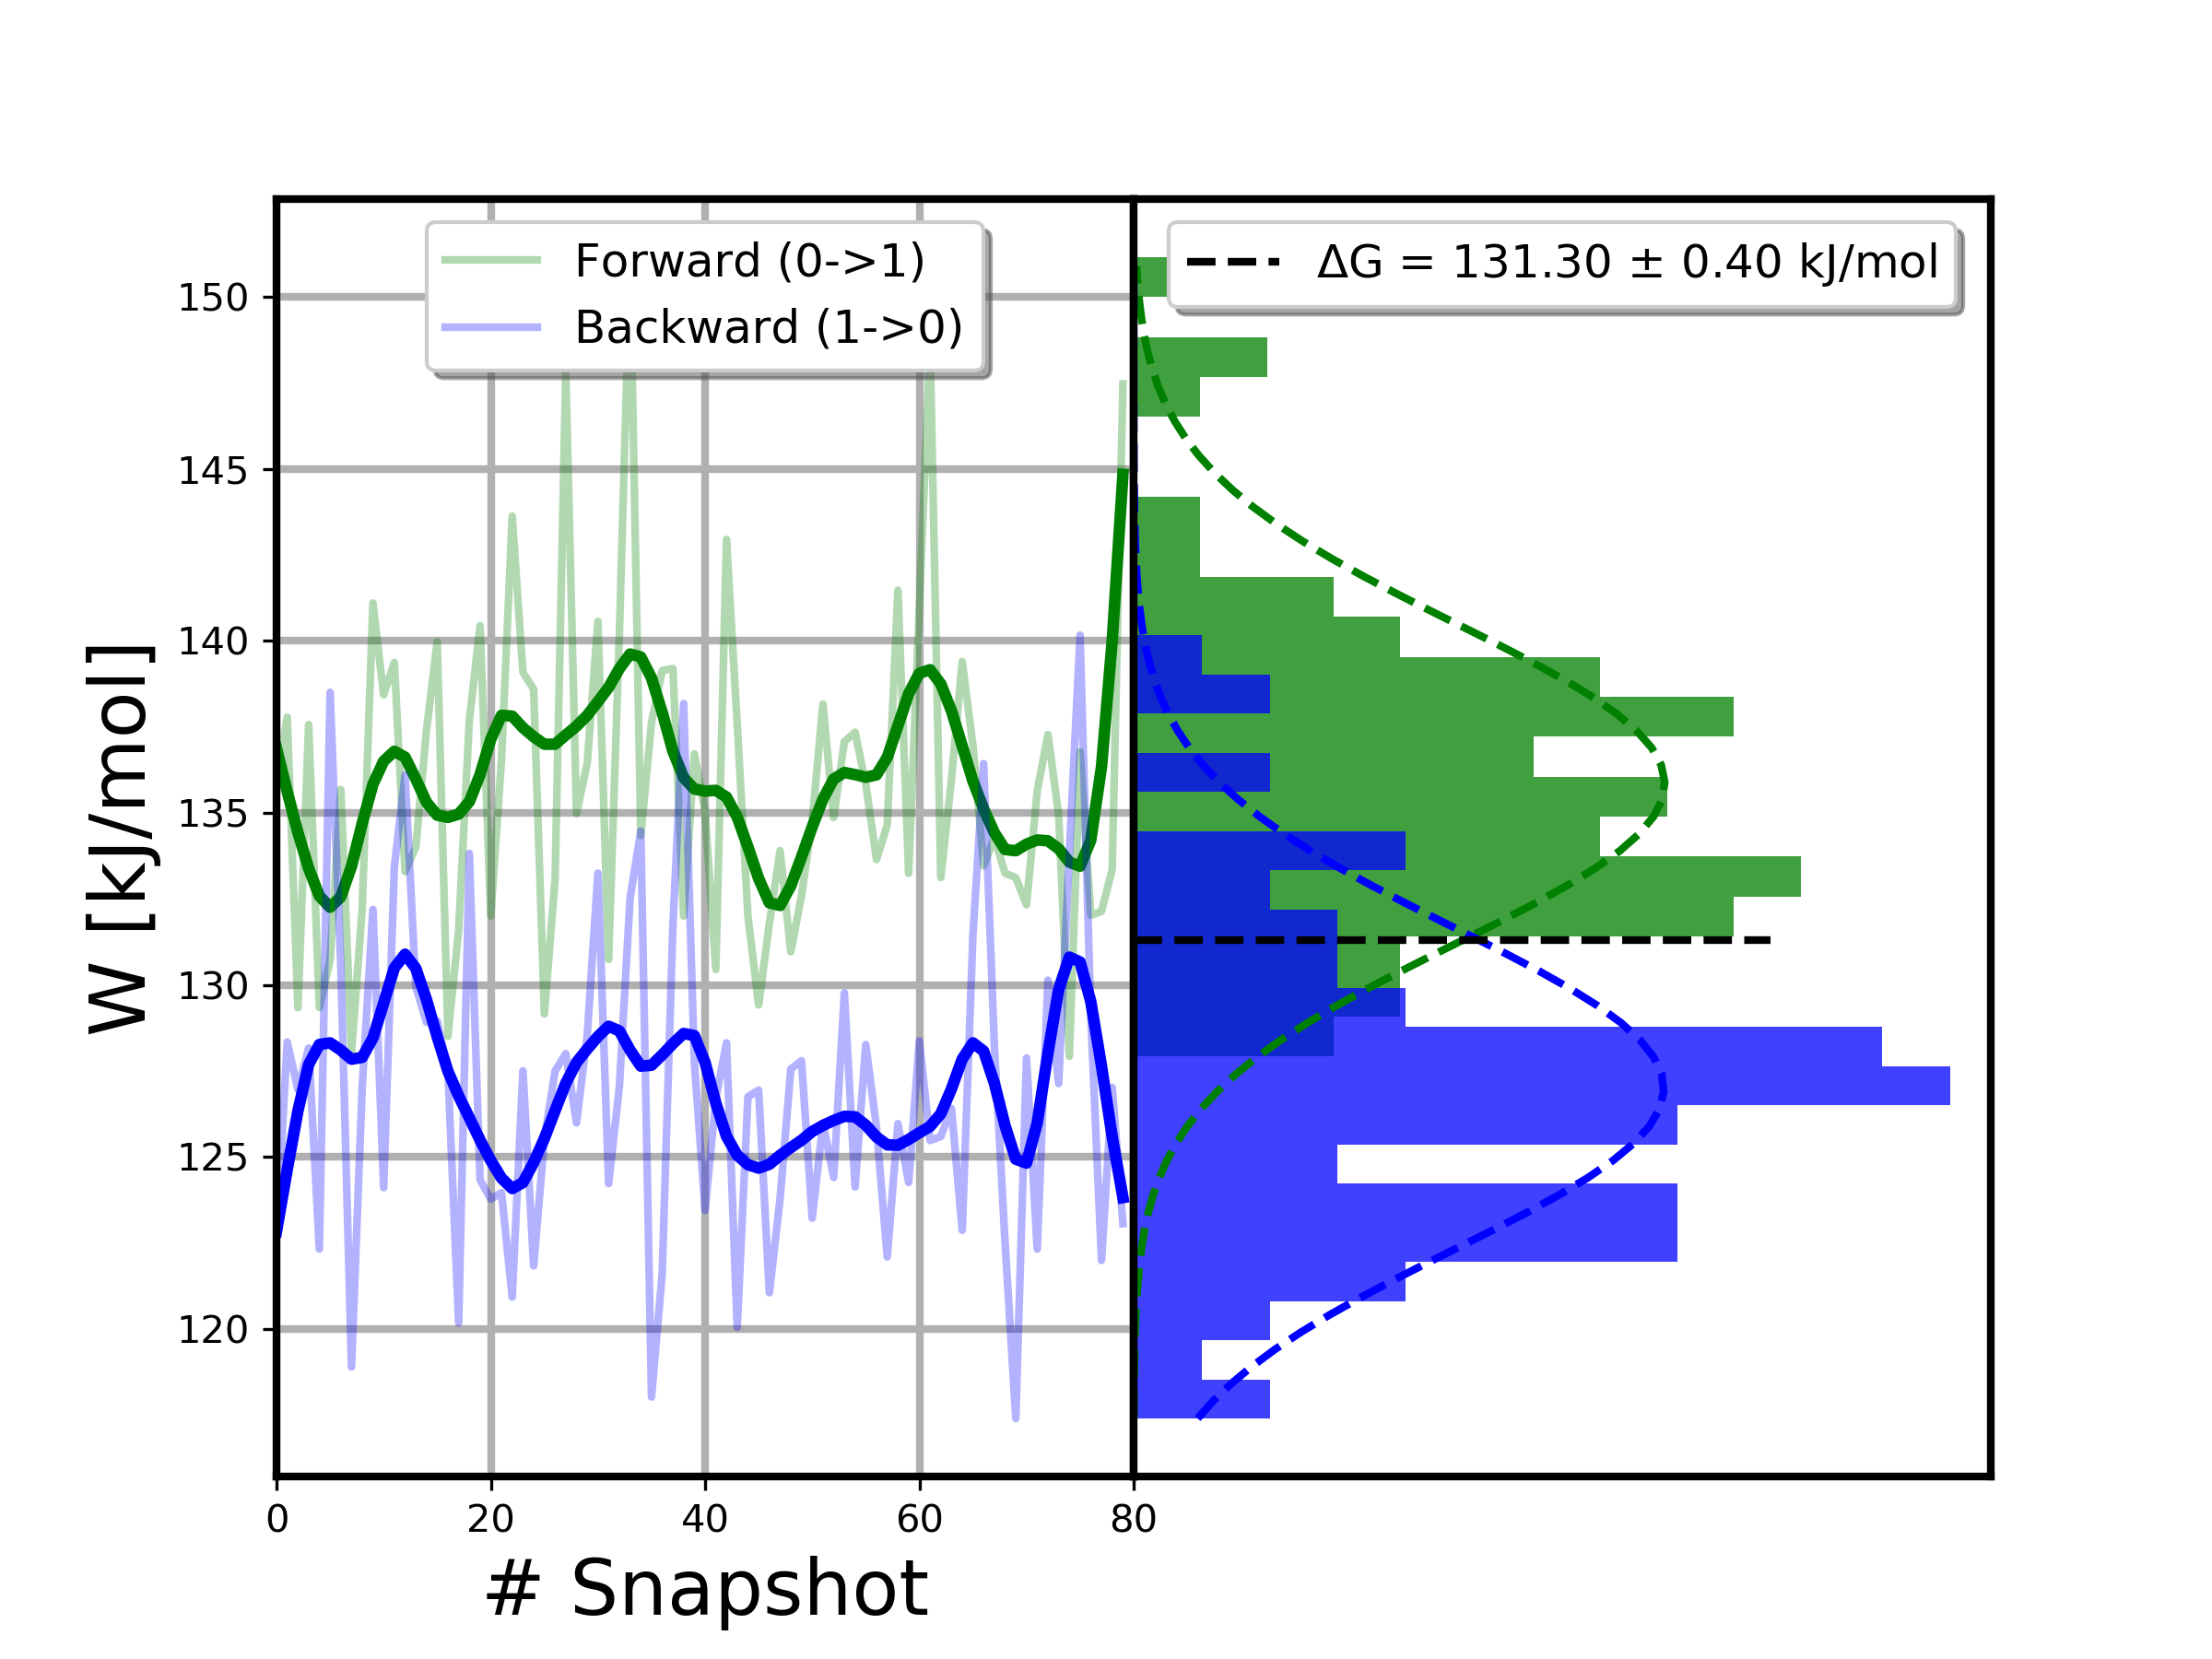 Forward (0->1)
Backward (1->0)
ΔG = 131.30 ± 0.40 kJ/mol
150
145
140
135
130
125
120
W [kJ/mol]
0
20
40
60
80
# Snapshot